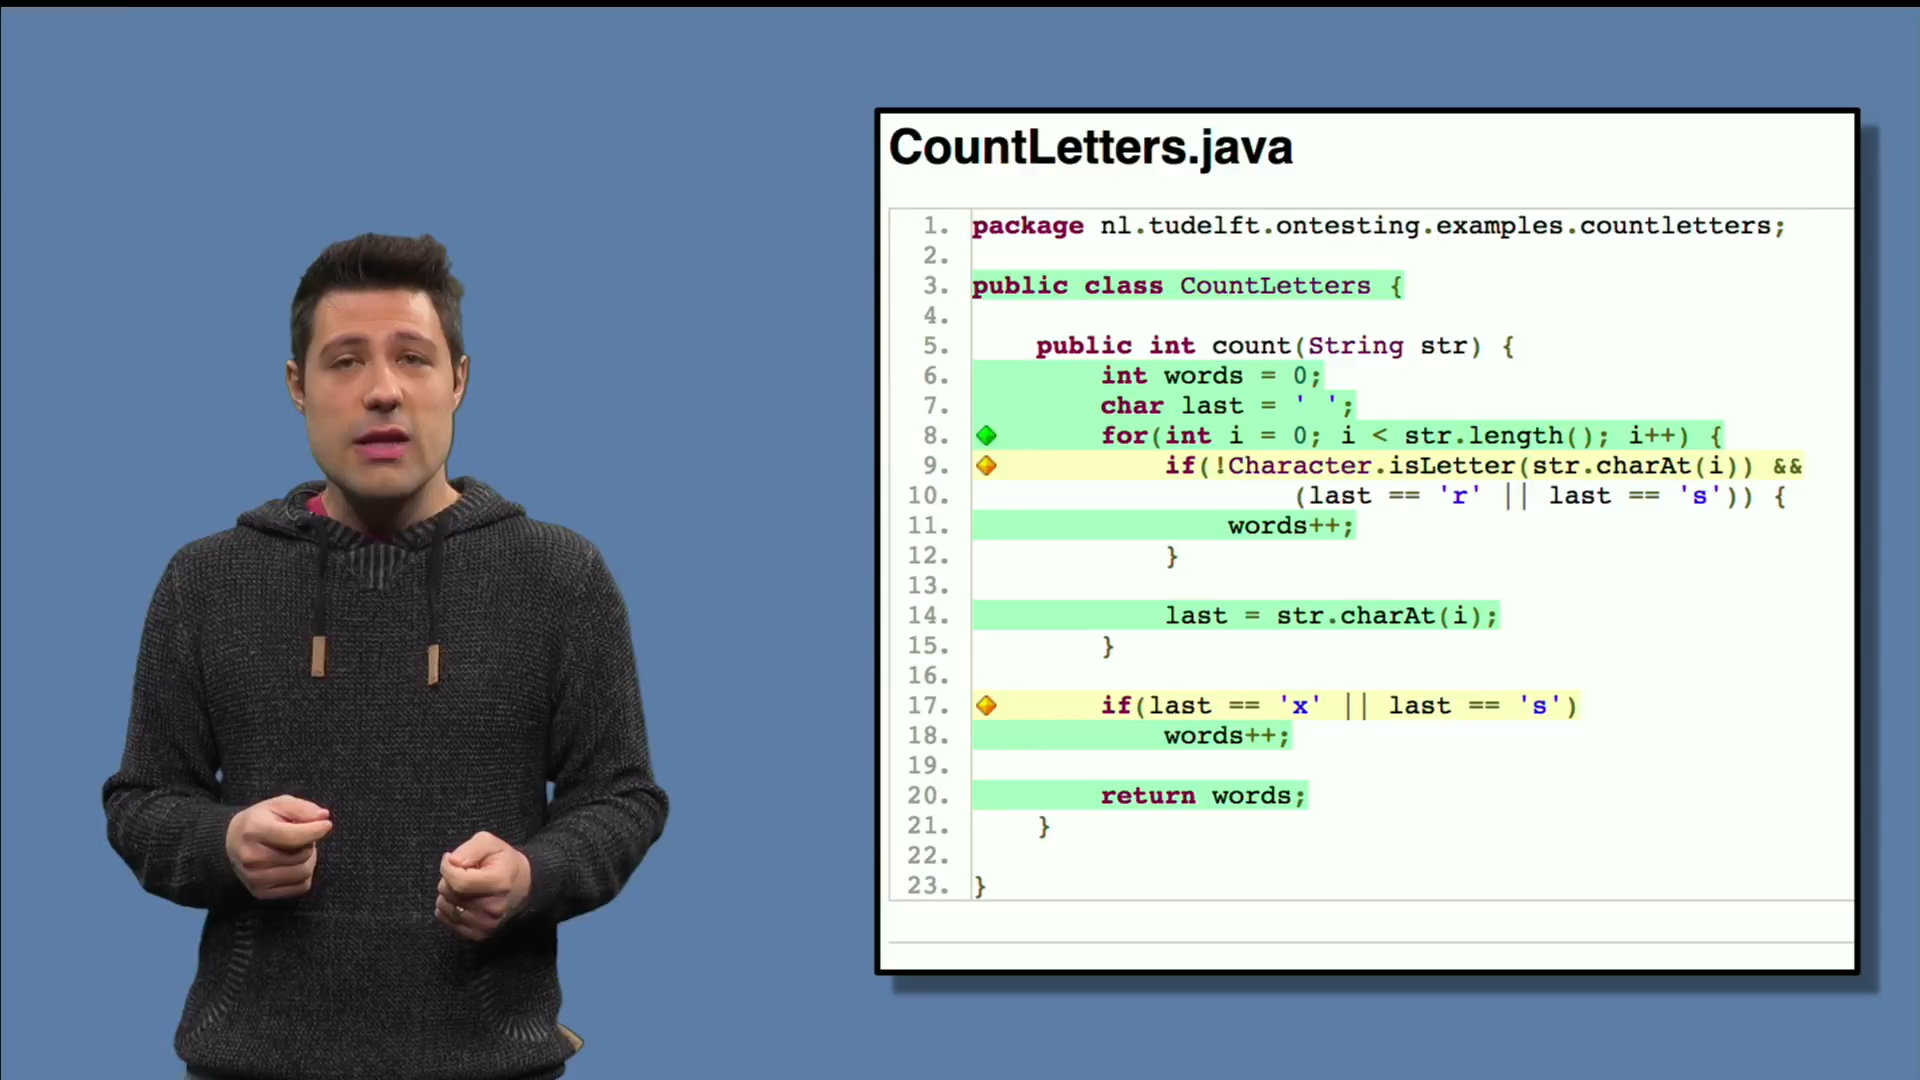 CountLetters.java
1. package nl.tudelft.ontesting.examples.countletters;
2.
3. public class CountLetters {
4.
5. public int count(String str) {
6. int words = 0;
7. char last = ' ';
8. for(int i = 0; i < str.length(); i++) {
9. if(!Character.isLetter(str.charAt(i)) &&
10. (last == 'r' || last == 's')) {
11. words++;
12. }
13.
14. last = str.charAt(i);
15. }
16.
17. if(last == 'x' || last == 's')
18. words++;
19.
20. return words;
21. }
22.
23. }